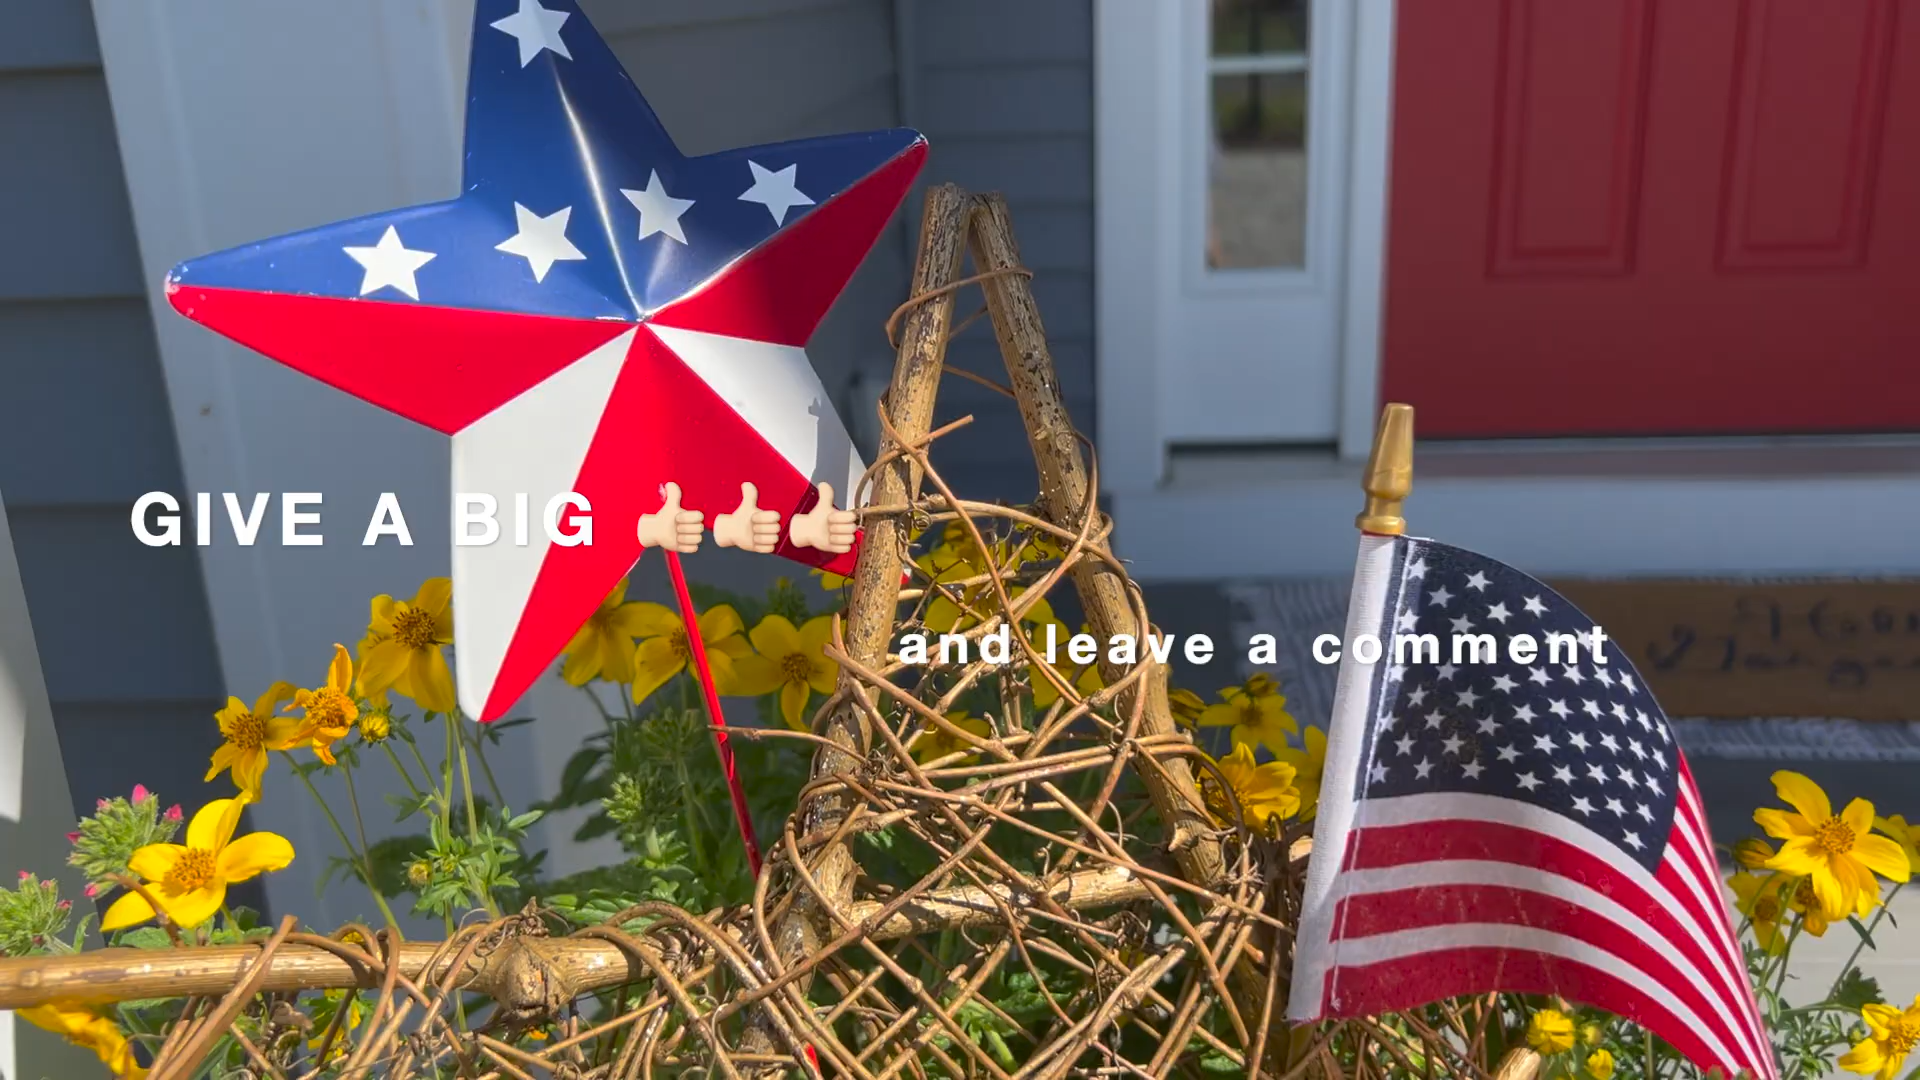 GIVE A BIG 👍🏼👍🏼👍🏼
and leave a comment